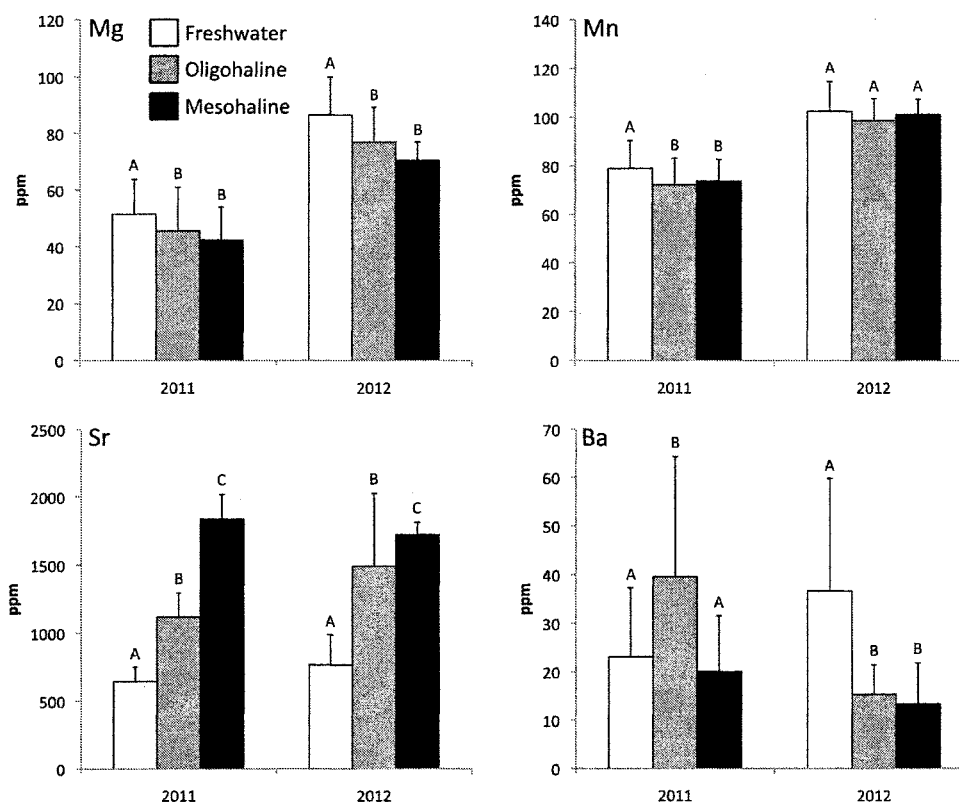 Mg
Freshwater
Oligohaline
Mesohaline
120
100
80
60
40
20
0
ppm
A
B
B
A
B
B
2011
2012
Mn
140
120
100
80
60
40
20
0
ppm
A
B
B
A
A
A
2011
2012
Sr
2500
2000
1500
1000
500
0
ppm
A
B
C
A
B
C
2011
2012
Ba
70
60
50
40
30
20
10
0
ppm
A
B
A
A
B
B
2011
2012